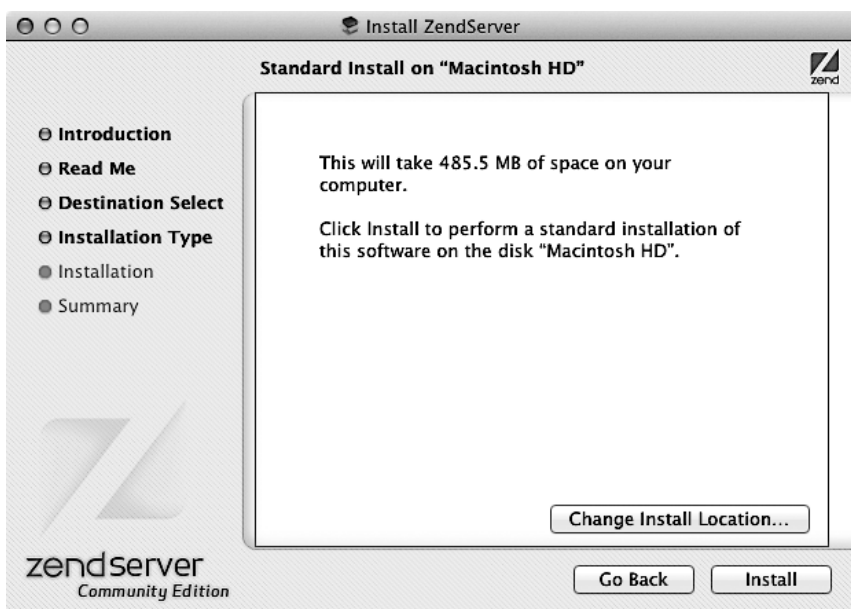 Install ZendServer
Standard Install on “Macintosh HD”
zend
Introduction
Read Me
Destination Select
Installation Type
Installation
Summary
This will take 485.5 MB of space on your
computer.
Click Install to perform a standard installation of
this software on the disk “Macintosh HD”.
Change Install Location...
zendserver
Community Edition
Go Back
Install